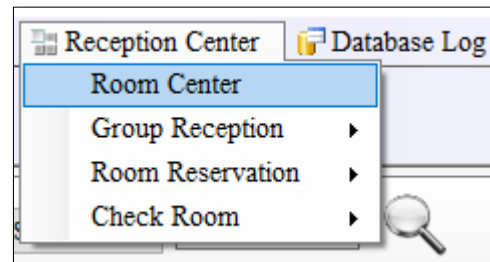 Reception Center Database Log
Room Center
Group Reception
Room Reservation
Check Room